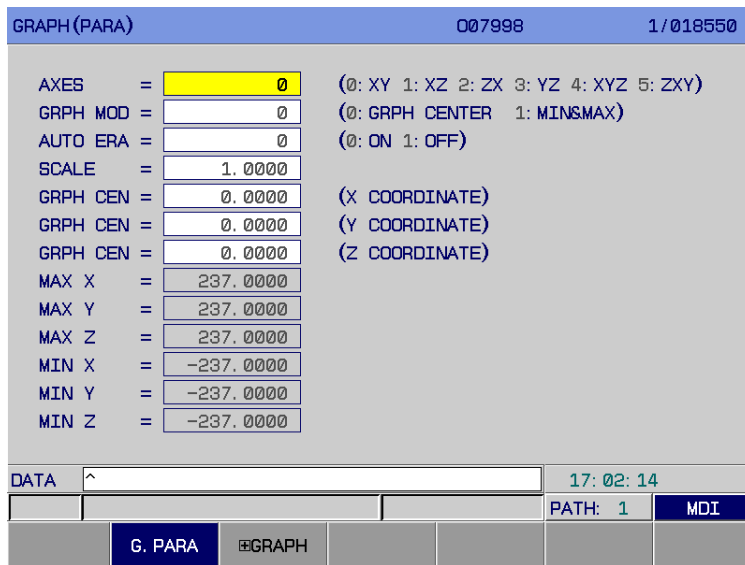 GRAPH(PARA) O07998 1/018550
AXES = 0 (0: XY 1: XZ 2: ZX 3: YZ 4: XYZ 5: ZXY)
GRPH MOD = 0 (0: GRPH CENTER 1: MIN&MAX)
AUTO ERA = 0 (0: ON 1: OFF)
SCALE = 1.0000
GRPH CEN = 0.0000 (X COORDINATE)
GRPH CEN = 0.0000 (Y COORDINATE)
GRPH CEN = 0.0000 (Z COORDINATE)
MAX X = 237.0000
MAX Y = 237.0000
MAX Z = 237.0000
MIN X = -237.0000
MIN Y = -237.0000
MIN Z = -237.0000
DATA ^ 17:02:14
PATH: 1 MDI
G. PARA ⊞GRAPH